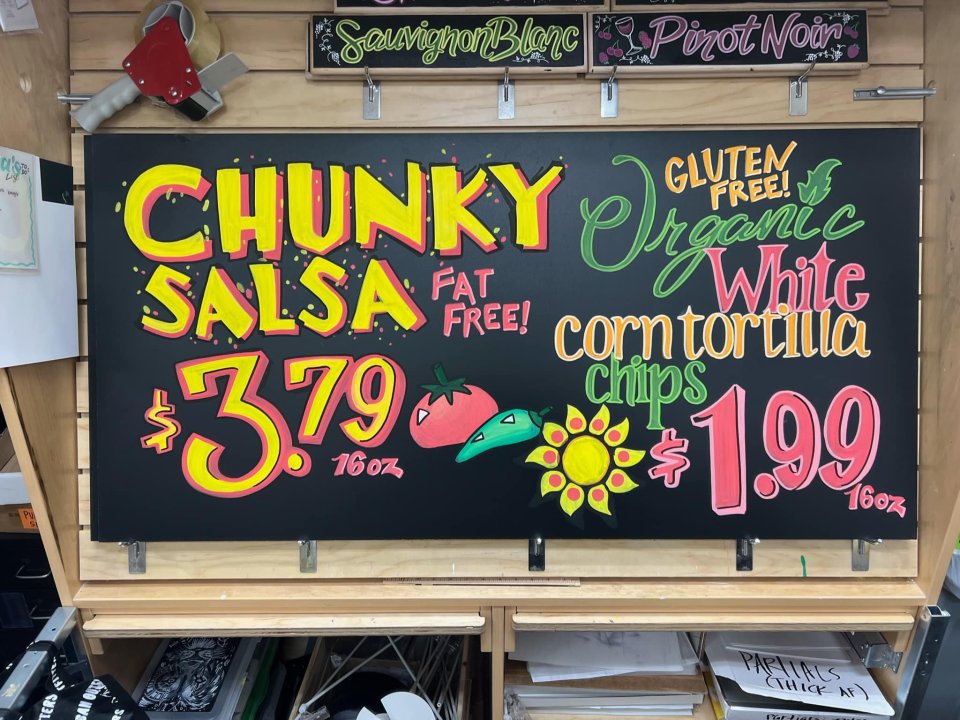 Sauvignon Blanc
Pinot Noir
CHUNKY
SALSA
FAT
FREE!
$3.79
16oz
GLUTEN
FREE!
Organic
White
corn tortilla
chips
$1.99
16oz
PARTIALS
(THICK AF)